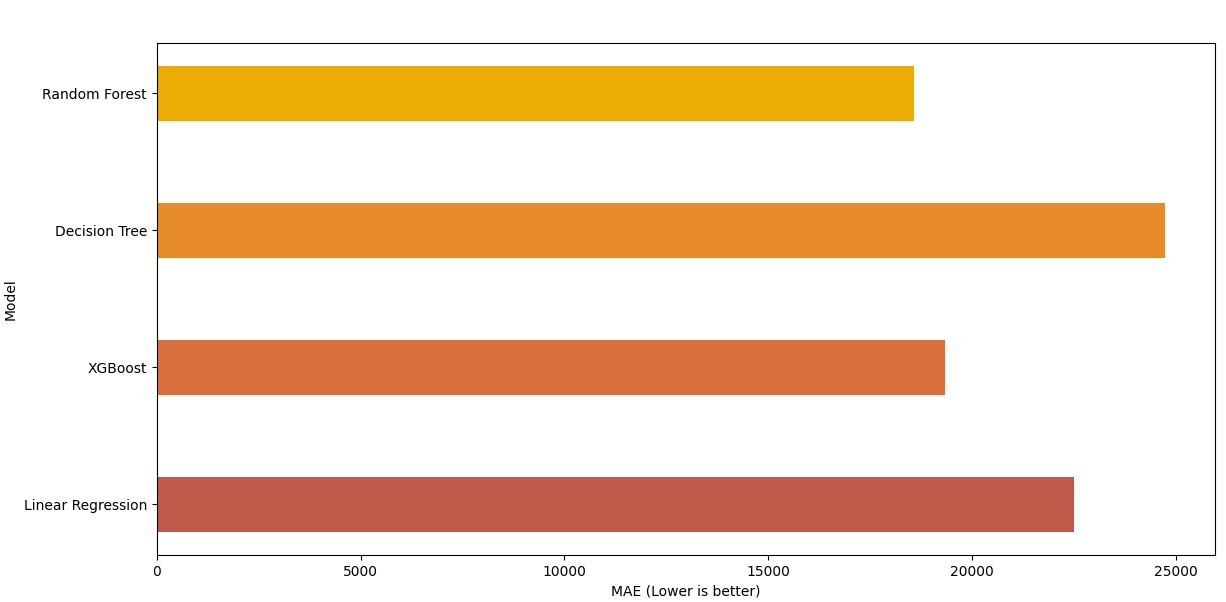 Random Forest
Decision Tree
XGBoost
Linear Regression
Model
0 5000 10000 15000 20000 25000
MAE (Lower is better)